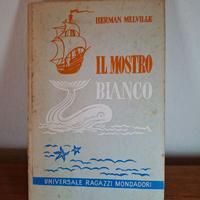 HERMAN MELVILLE
IL MOSTRO
BIANCO
UNIVERSALE RAGAZZI MONDADORI